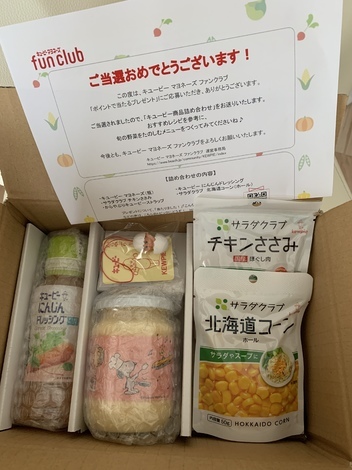 キユーピー マヨネーズ
fun club
ご当選おめでとうございます！
この度は、キユーピー マヨネーズ ファンクラブ
「ポイントで当たるプレゼント」にご応募いただき、ありがとうございます。
ご当選されましたので、「キユーピー商品詰め合わせ」をお送りいたします。
おすすめレシピを参考に、
旬の野菜をたのしむメニューをつくってみてくださいね♪
今後とも、キユーピー マヨネーズ ファンクラブをよろしくお願いいたします。
キユーピー マヨネーズ ファンクラブ 運営事務局
【詰め合わせの内容】
サラダクラブ
チキンささみ
国産 ほぐし肉
サラダクラブ
北海道コーン
ホール
サラダやスープに
HOKKAIDO CORN
キユーピー
にんじん
ドレッシング
KEWPIE